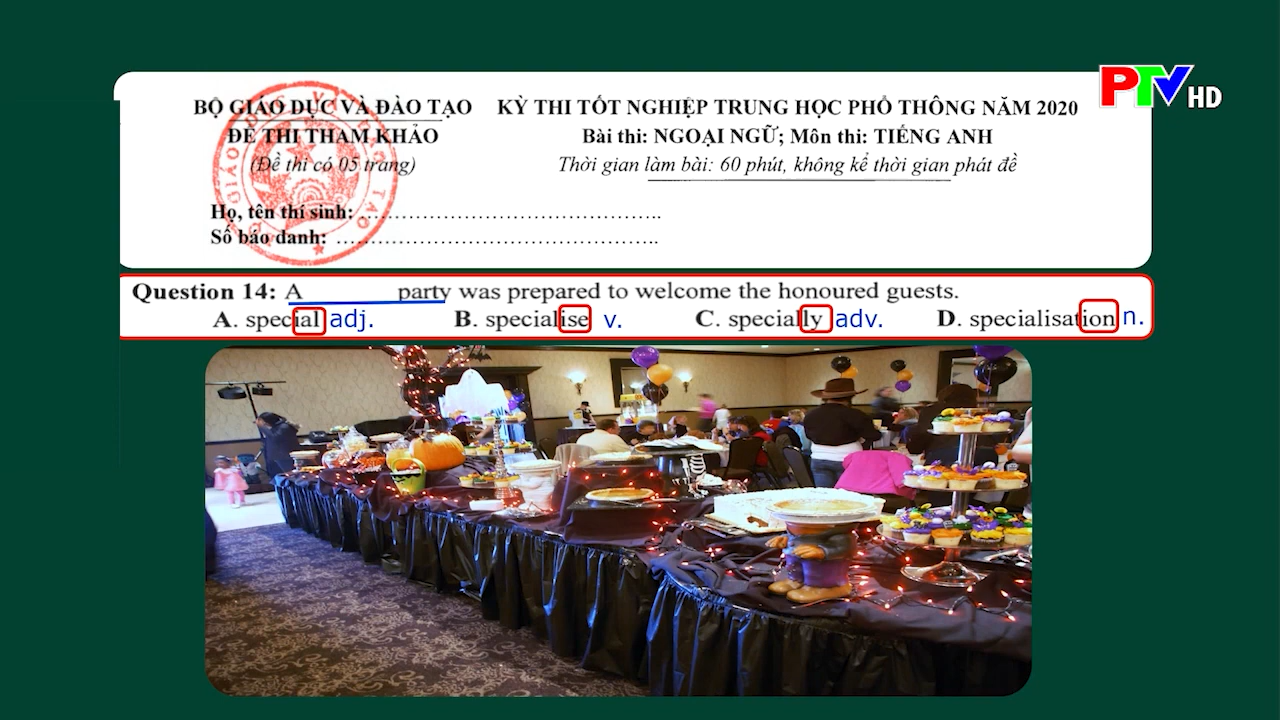 PTV HD
BỘ GIÁO DỤC VÀ ĐÀO TẠO
ĐỀ THI THAM KHẢO
(Đề thi có 05 trang)
KỲ THI TỐT NGHIỆP TRUNG HỌC PHỔ THÔNG NĂM 2020
Bài thi: NGOẠI NGỮ; Môn thi: TIẾNG ANH
Thời gian làm bài: 60 phút, không kể thời gian phát đề
Họ, tên thí sinh: ……………………………………..
Số báo danh: ………………………………………..
Question 14: A party was prepared to welcome the honoured guests.
A. special adj. B. specialise v. C. specially adv. D. specialisation n.